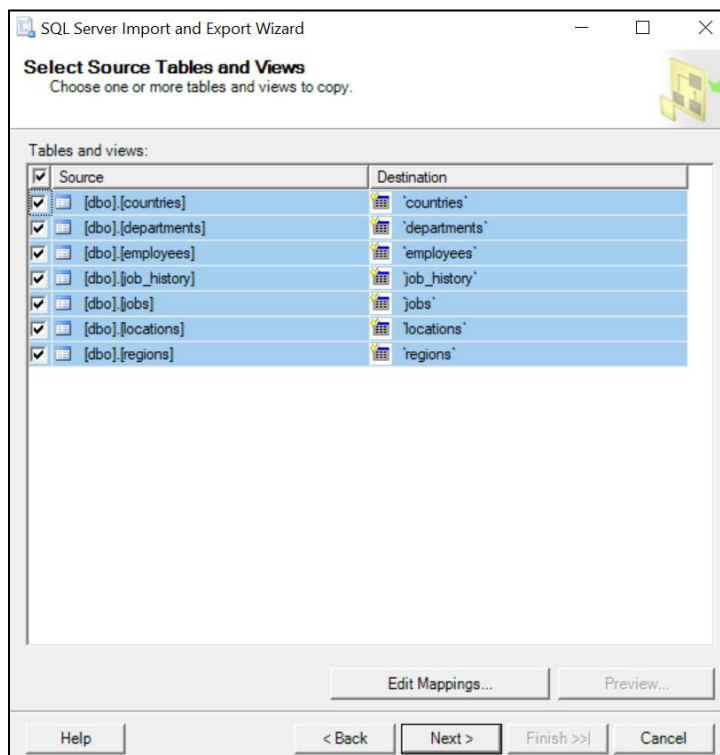 SQL Server Import and Export Wizard
Select Source Tables and Views
Choose one or more tables and views to copy.
Tables and views:
Source Destination
[dbo].[countries] `countries`
[dbo].[departments] `departments`
[dbo].[employees] `employees`
[dbo].[job_history] `job_history`
[dbo].[jobs] `jobs`
[dbo].[locations] `locations`
[dbo].[regions] `regions`
Edit Mappings... Preview...
Help < Back Next > Finish >>| Cancel